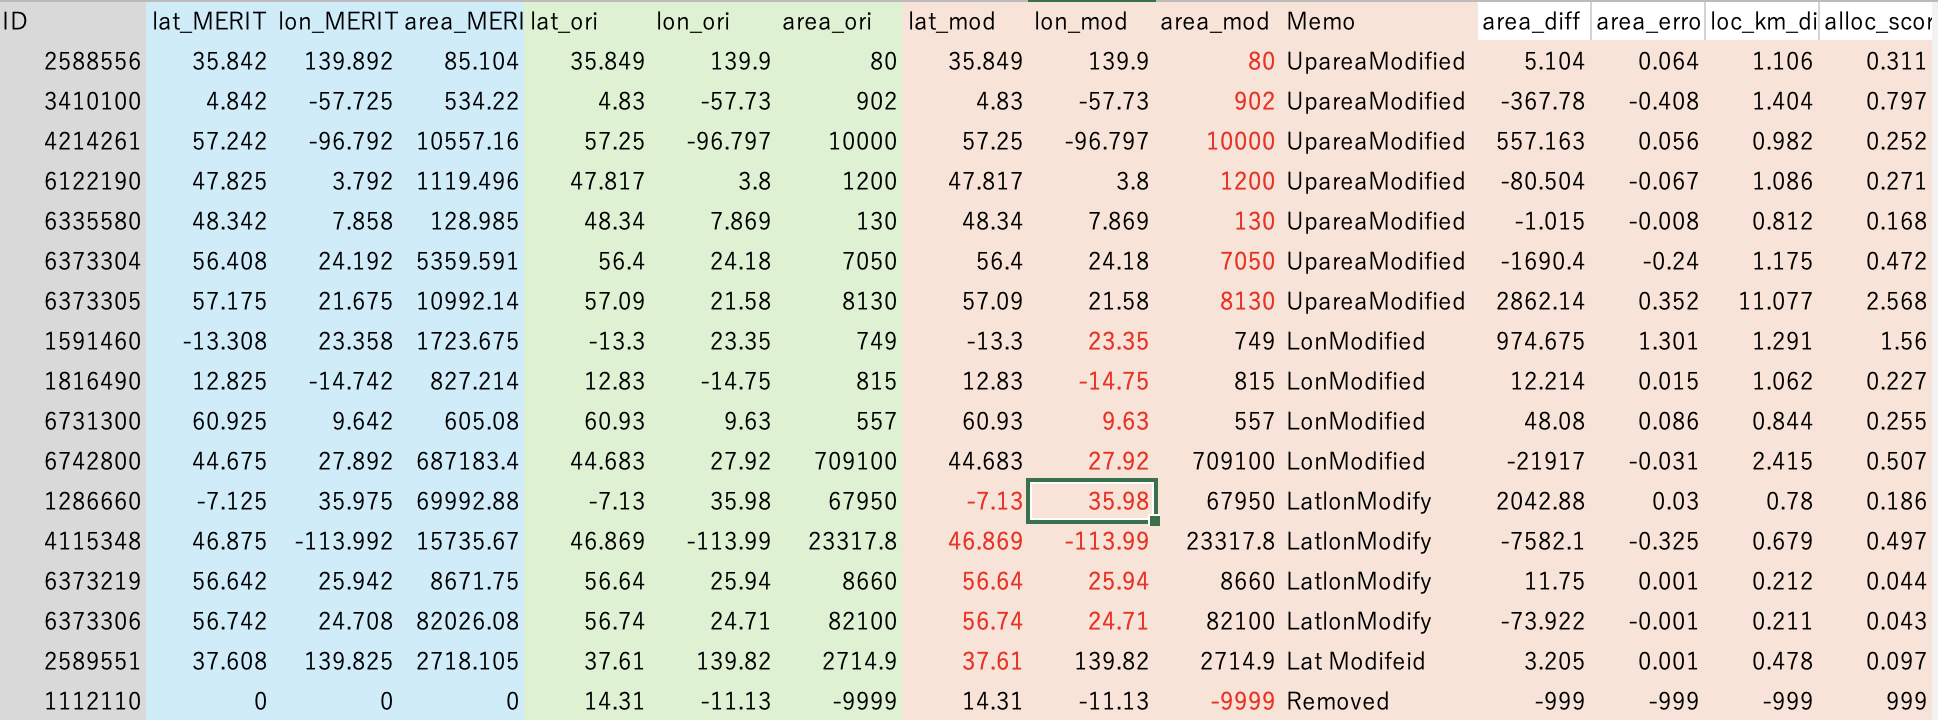 ID lat_MERIT lon_MERIT area_MERI lat_ori lon_ori area_ori lat_mod lon_mod area_mod Memo area_diff area_erro loc_km_di alloc_scor
2588556 35.842 139.892 85.104 35.849 139.9 80 35.849 139.9 80 UpareaModified 5.104 0.064 1.106 0.311
3410100 4.842 -57.725 534.22 4.83 -57.73 902 4.83 -57.73 902 UpareaModified -367.78 -0.408 1.404 0.797
4214261 57.242 -96.792 10557.16 57.25 -96.797 10000 57.25 -96.797 10000 UpareaModified 557.163 0.056 0.982 0.252
6122190 47.825 3.792 1119.496 47.817 3.8 1200 47.817 3.8 1200 UpareaModified -80.504 -0.067 1.086 0.271
6335580 48.342 7.858 128.985 48.34 7.869 130 48.34 7.869 130 UpareaModified -1.015 -0.008 0.812 0.168
6373304 56.408 24.192 5359.591 56.4 24.18 7050 56.4 24.18 7050 UpareaModified -1690.4 -0.24 1.175 0.472
6373305 57.175 21.675 10992.14 57.09 21.58 8130 57.09 21.58 8130 UpareaModified 2862.14 0.352 11.077 2.568
1591460 -13.308 23.358 1723.675 -13.3 23.35 749 -13.3 23.35 749 LonModified 974.675 1.301 1.291 1.56
1816490 12.825 -14.742 827.214 12.83 -14.75 815 12.83 -14.75 815 LonModified 12.214 0.015 1.062 0.227
6731300 60.925 9.642 605.08 60.93 9.63 557 60.93 9.63 557 LonModified 48.08 0.086 0.844 0.255
6742800 44.675 27.892 687183.4 44.683 27.92 709100 44.683 27.92 709100 LonModified -21917 -0.031 2.415 0.507
1286660 -7.125 35.975 69992.88 -7.13 35.98 67950 -7.13 35.98 67950 LatlonModify 2042.88 0.03 0.78 0.186
4115348 46.875 -113.992 15735.67 46.869 -113.99 23317.8 46.869 -113.99 23317.8 LatlonModify -7582.1 -0.325 0.679 0.497
6373219 56.642 25.942 8671.75 56.64 25.94 8660 56.64 25.94 8660 LatlonModify 11.75 0.001 0.212 0.044
6373306 56.742 24.708 82026.08 56.74 24.71 82100 56.74 24.71 82100 LatlonModify -73.922 -0.001 0.211 0.043
2589551 37.608 139.825 2718.105 37.61 139.82 2714.9 37.61 139.82 2714.9 Lat Modifeid 3.205 0.001 0.478 0.097
1112110 0 0 0 14.31 -11.13 -9999 14.31 -11.13 -9999 Removed -999 -999 -999 999